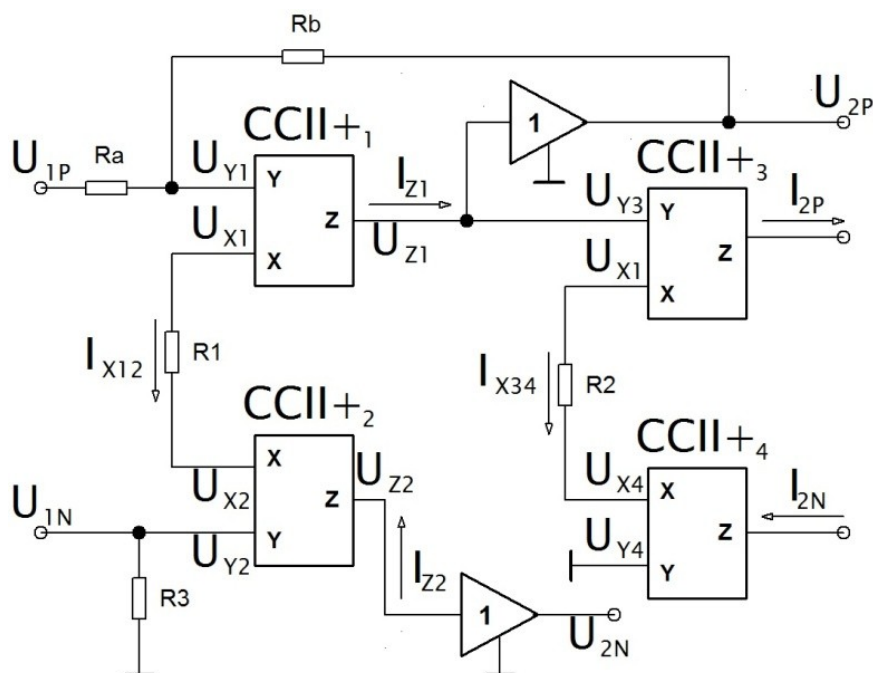 Rb
U2P
1
CCII+1
CCII+3
U1P
Ra
UY1
IZ1
I2P
Y
UY3
Y
UX1
Z
UZ1
UX1
Z
X
X
IX12
R1
IX34
R2
CCII+2
CCII+4
X
UZ2
UX4
X
I2N
U1N
UX2
Z
UY4
Z
Y
UY2
Y
IZ2
R3
1
U2N